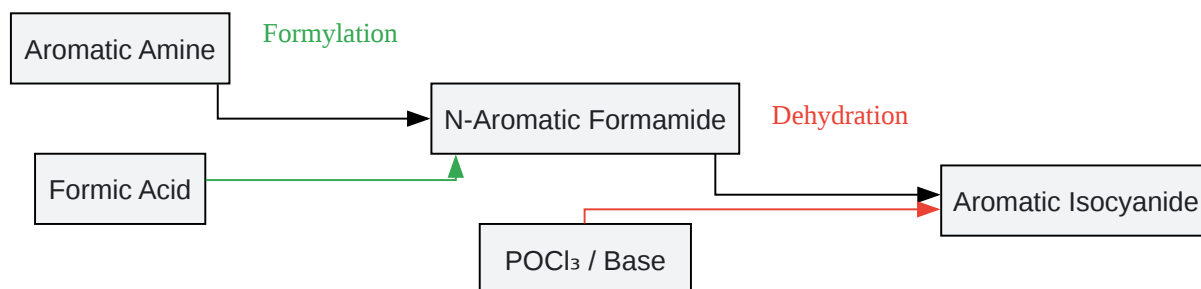 Aromatic Amine
Formylation
N-Aromatic Formamide
Dehydration
Formic Acid
Aromatic Isocyanide
POCl₃ / Base